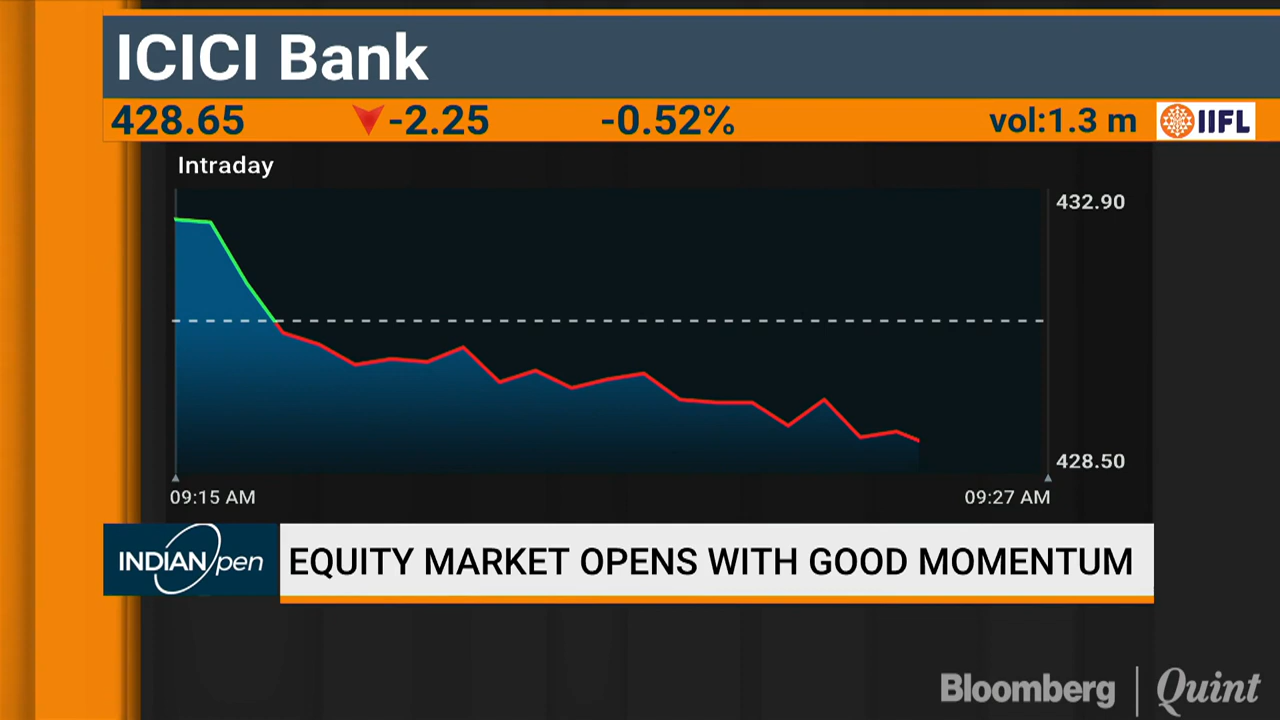 ICICI Bank
428.65 -2.25 -0.52% vol:1.3 m IIFL
Intraday
432.90
428.50
09:15 AM 09:27 AM
INDIAN Open EQUITY MARKET OPENS WITH GOOD MOMENTUM
Bloomberg | Quint